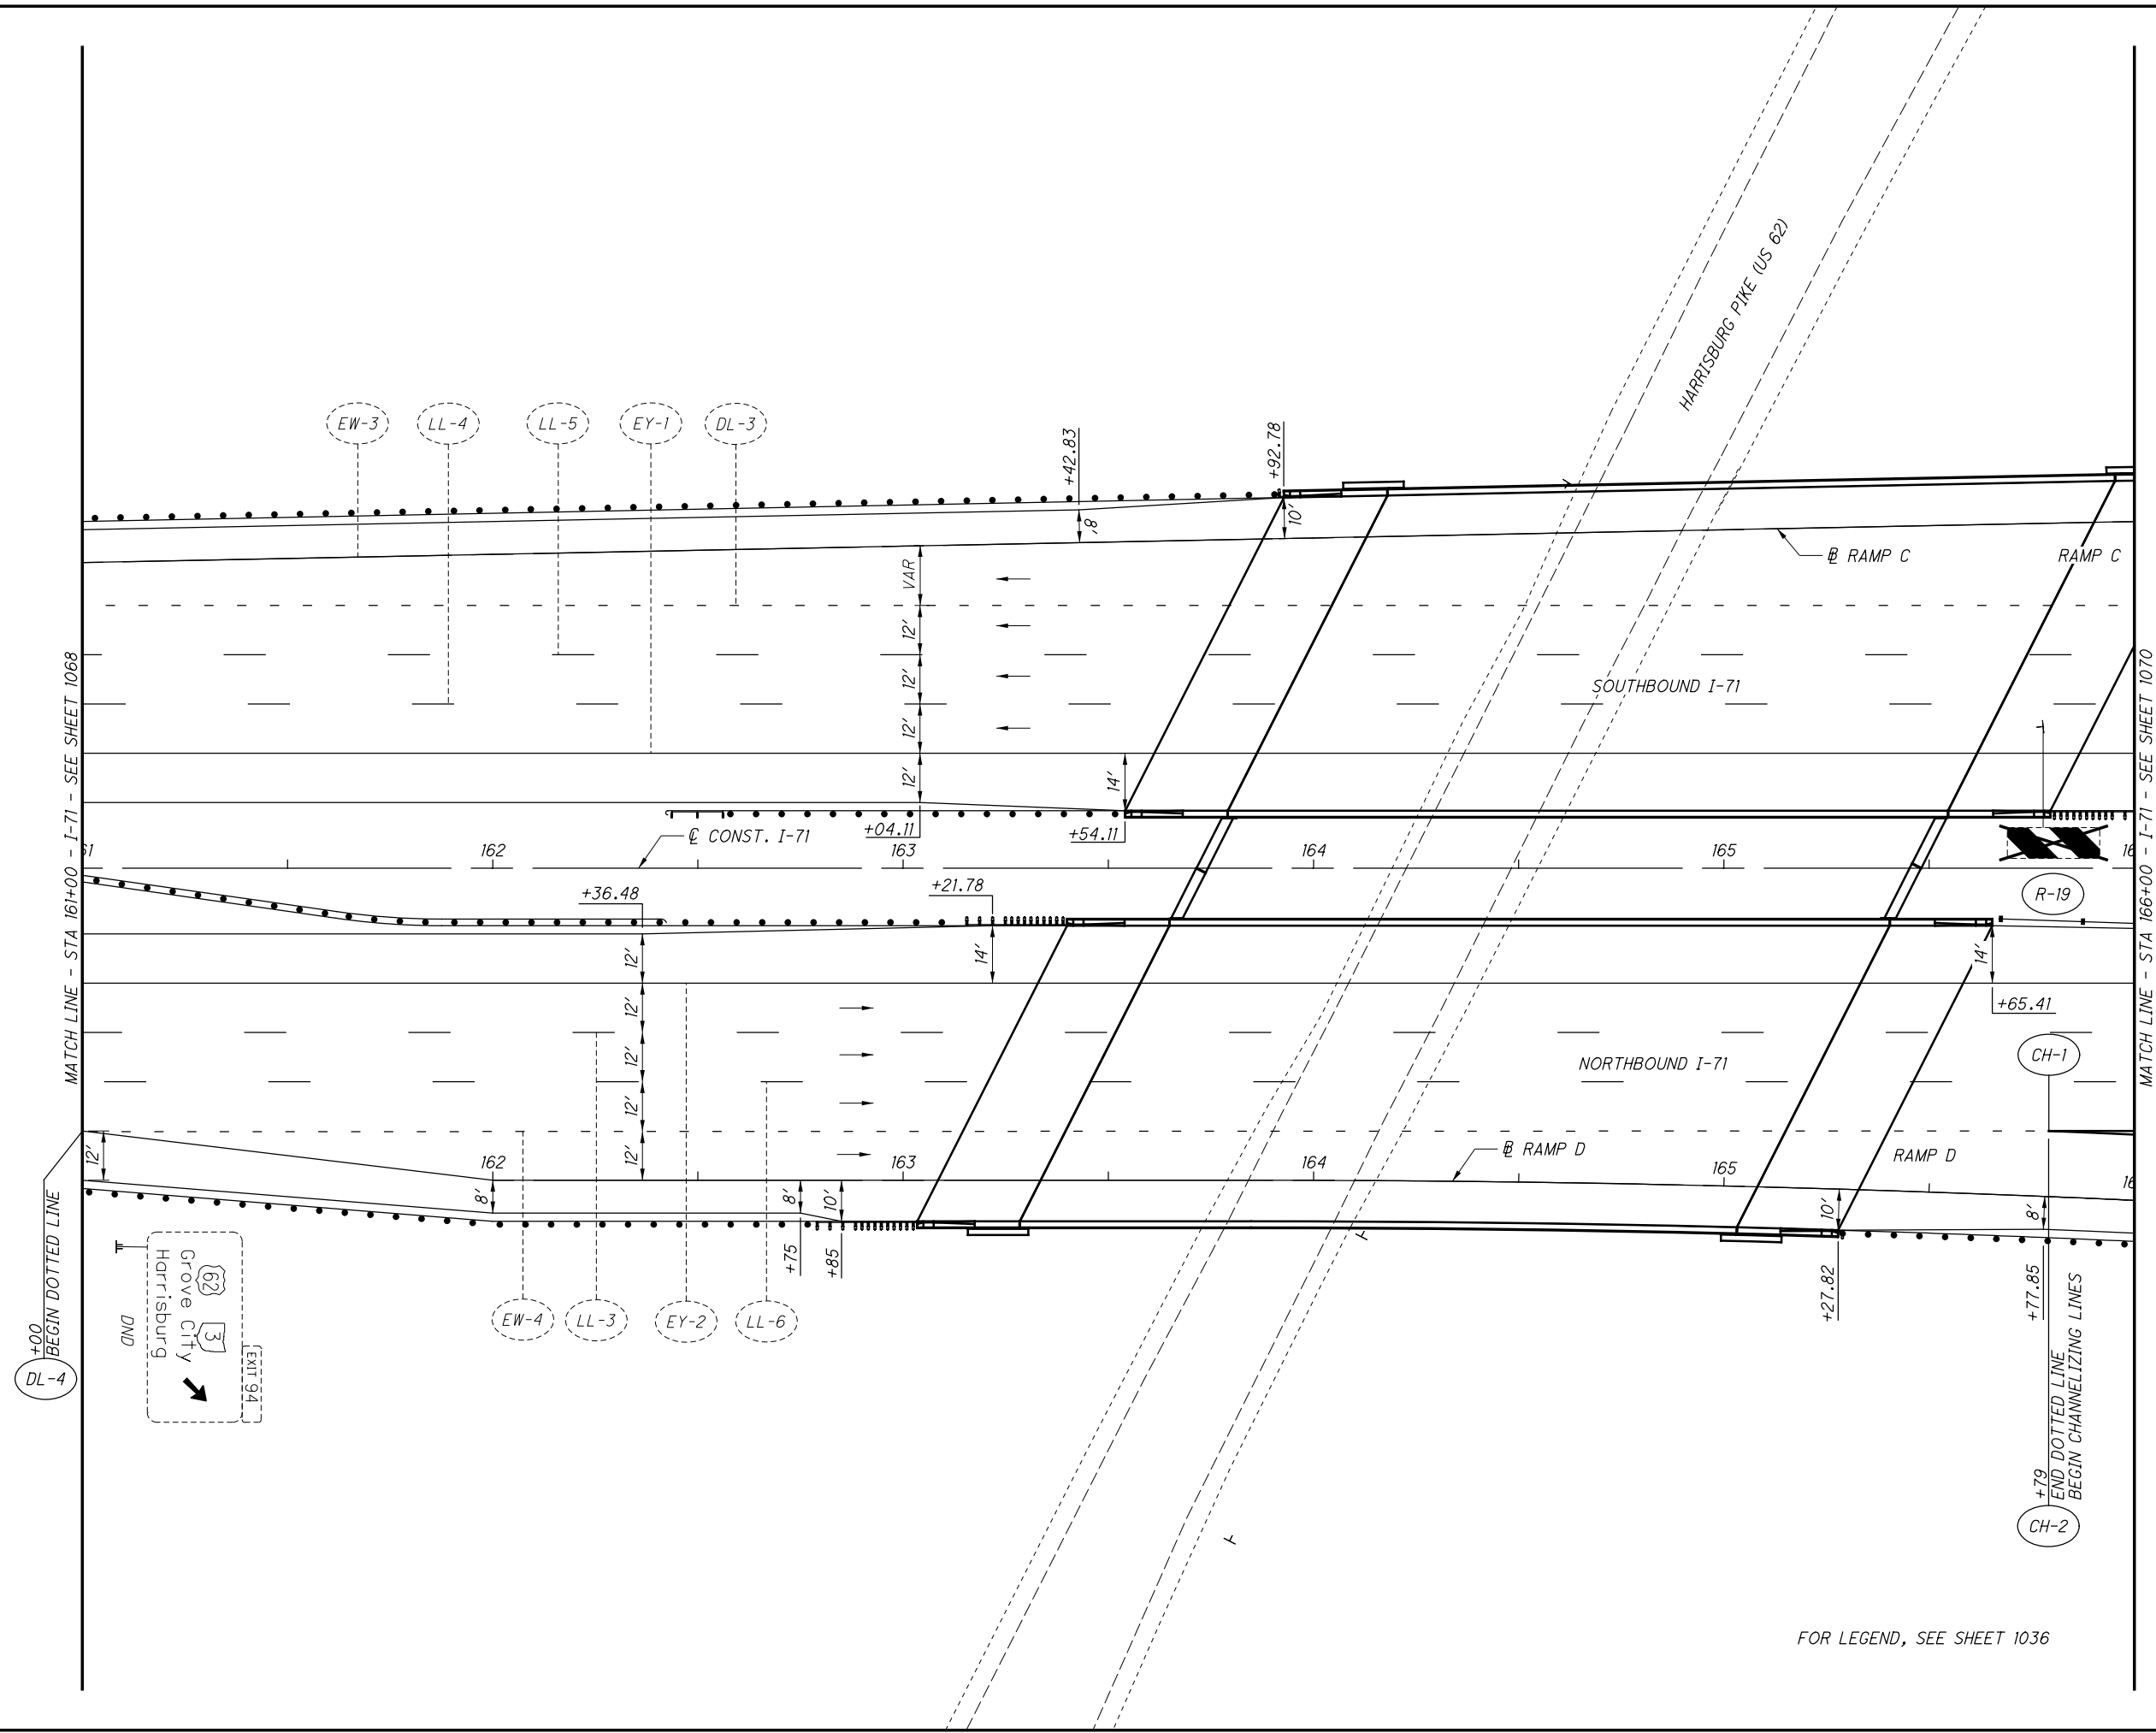 HARRISBURG PIKE (US 62)
EW-3
LL-4
LL-5
EY-1
DL-3
+42.83
+92.78
8'
10'
℄ RAMP C
RAMP C
VAR
12'
12'
12'
12'
14'
SOUTHBOUND I-71
MATCH LINE - STA 161+00 - I-71 - SEE SHEET 1068
MATCH LINE - STA 166+00 - I-71 - SEE SHEET 1070
℄ CONST. I-71
+04.11
+54.11
61
162
163
164
165
16
R-19
+36.48
+21.78
12'
14'
14'
+65.41
12'
12'
12'
12'
NORTHBOUND I-71
CH-1
12'
162
8'
8'
10'
163
℄ RAMP D
164
165
RAMP D
16
10'
8'
+75
+85
+27.82
+77.85
+00
BEGIN DOTTED LINE
DL-4
EXIT 94
62 3
Grove City
Harrisburg
DND
EW-4
LL-3
EY-2
LL-6
+79
END DOTTED LINE
BEGIN CHANNELIZING LINES
CH-2
FOR LEGEND, SEE SHEET 1036